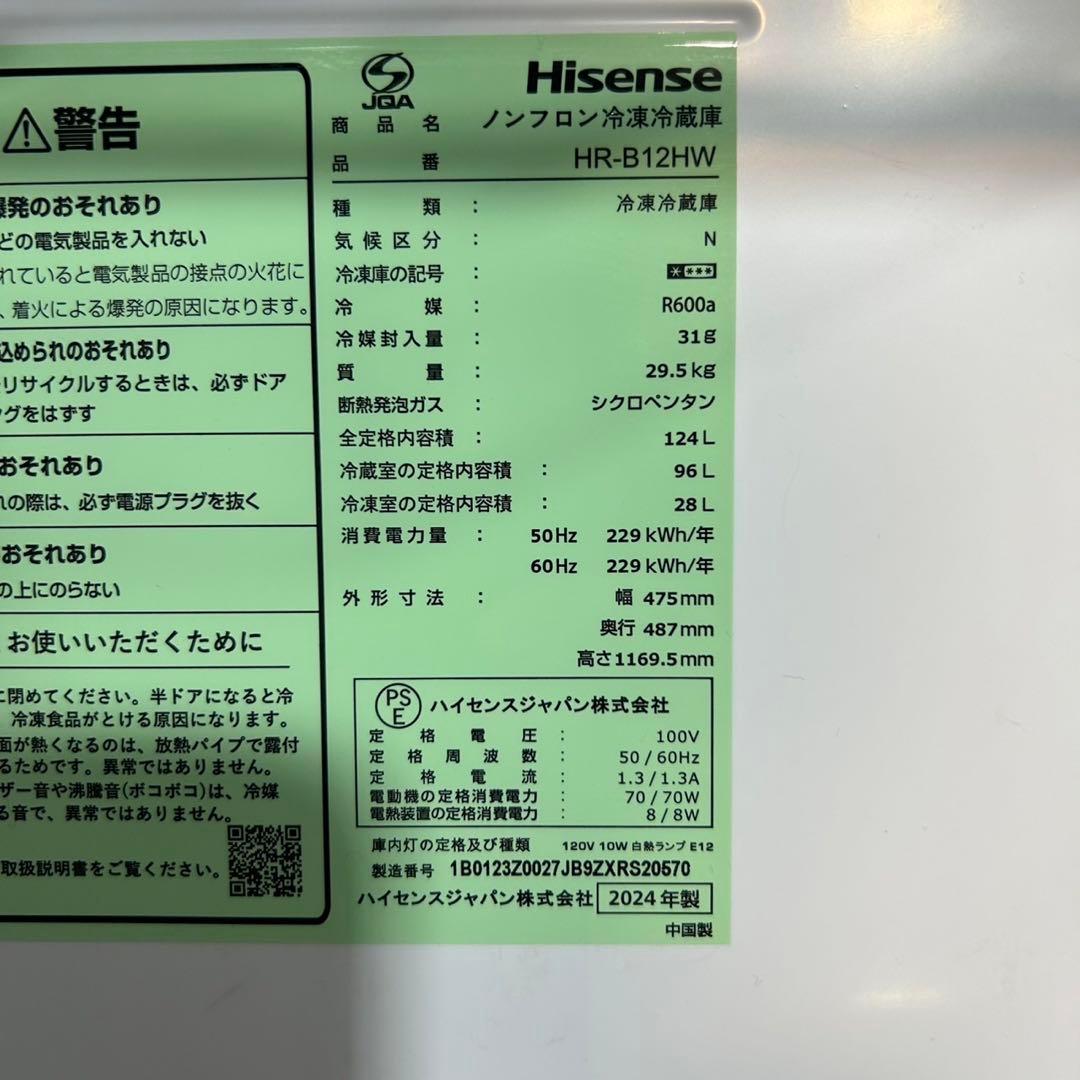 警告
爆発のおそれあり
どの電気製品を入れない
れていると電気製品の接点の火花に
、着火による爆発の原因になります。
込められのおそれあり
リサイクルするときは、必ずドア
グをはずす
おそれあり
れの際は、必ず電源プラグを抜く
おそれあり
の上にのらない
お使いいただくために
に閉めてください。半ドアになると冷
冷凍食品がとける原因になります。
面が熱くなるのは、放熱パイプで露付
るためです。異常ではありません。
ザー音や沸騰音(ボコボコ)は、冷媒
る音で、異常ではありません。
取扱説明書をご覧ください。
JQA
Hisense
商品名 ノンフロン冷凍冷蔵庫
品番 HR-B12HW
種類 : 冷凍冷蔵庫
気候区分 : N
冷凍庫の記号 : * ***
冷媒 : R600a
冷媒封入量 : 31g
質量 : 29.5kg
断熱発泡ガス : シクロペンタン
全定格内容積 : 124L
冷蔵室の定格内容積 : 96L
冷凍室の定格内容積 : 28L
消費電力量 : 50Hz 229kWh/年
60Hz 229kWh/年
外形寸法 : 幅 475mm
奥行 487mm
高さ1169.5mm
PSE ハイセンスジャパン株式会社
定格電圧 : 100V
定格周波数 : 50/60Hz
定格電流 : 1.3/1.3A
電動機の定格消費電力 : 70/70W
電熱装置の定格消費電力 : 8/8W
庫内灯の定格及び種類 120V 10W 白熱ランプ E12
製造番号 1B0123Z0027JB9ZXRS20570
ハイセンスジャパン株式会社 2024年製
中国製